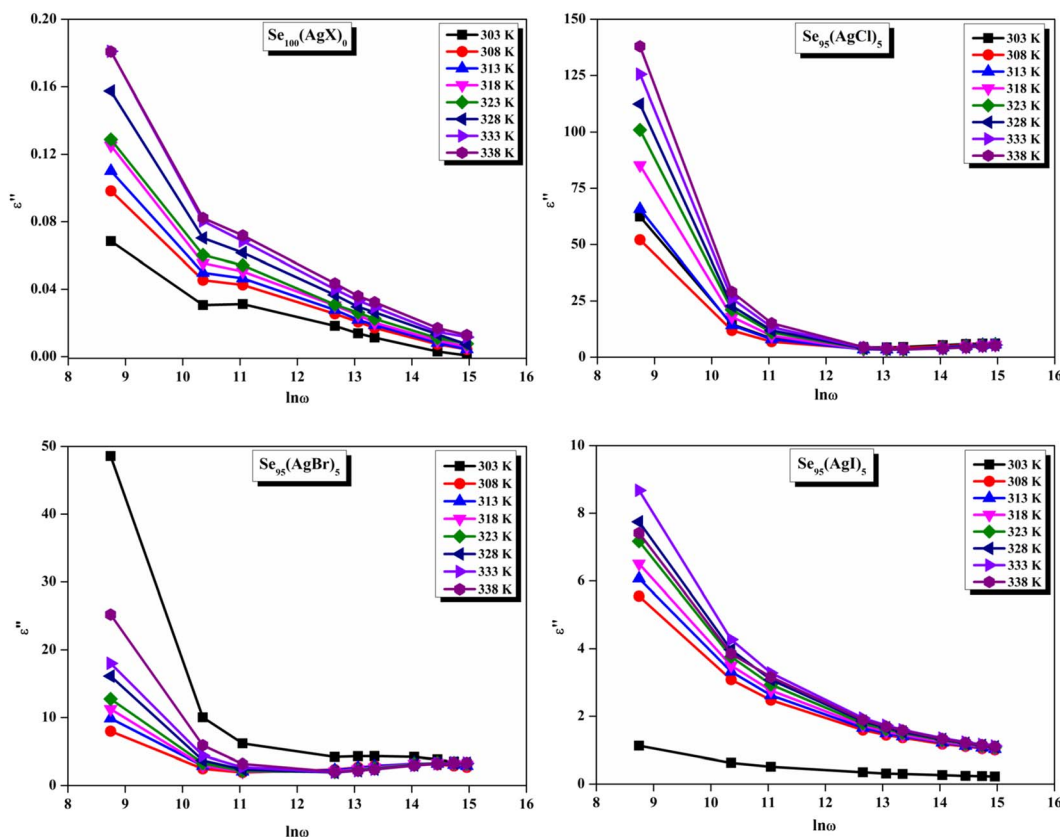 0.20
0.16
0.12
0.08
0.04
0.00
ε''
Se100(AgX)0
303 K
308 K
313 K
318 K
323 K
328 K
333 K
338 K
8 9 10 11 12 13 14 15 16
lnω
150
125
100
75
50
25
0
ε''
Se95(AgCl)5
303 K
308 K
313 K
318 K
323 K
328 K
333 K
338 K
8 9 10 11 12 13 14 15 16
lnω
50
40
30
20
10
0
ε''
Se95(AgBr)5
303 K
308 K
313 K
318 K
323 K
328 K
333 K
338 K
8 9 10 11 12 13 14 15 16
lnω
10
8
6
4
2
0
ε''
Se95(AgI)5
303 K
308 K
313 K
318 K
323 K
328 K
333 K
338 K
8 9 10 11 12 13 14 15 16
lnω